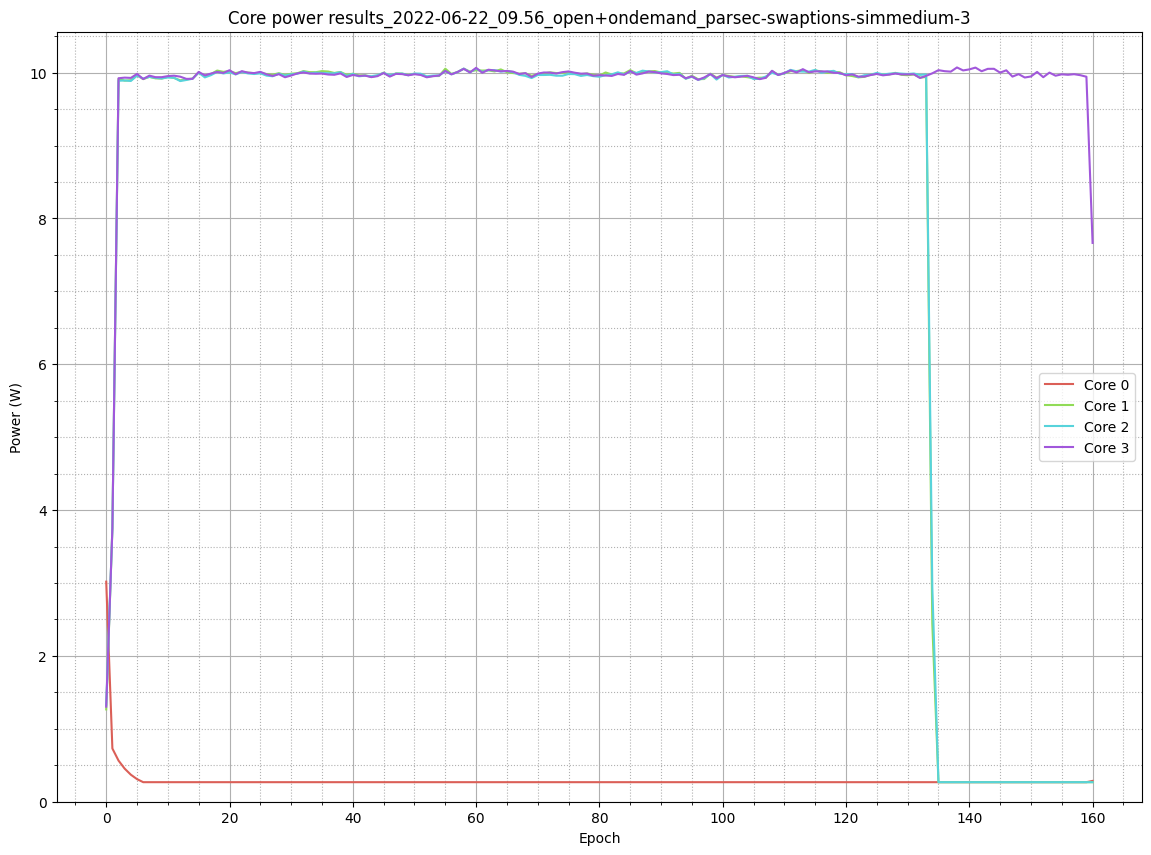 Core power results_2022-06-22_09.56_open+ondemand_parsec-swaptions-simmedium-3
Power (W)
10
8
6
4
2
0
Core 0
Core 1
Core 2
Core 3
0 20 40 60 80 100 120 140 160
Epoch